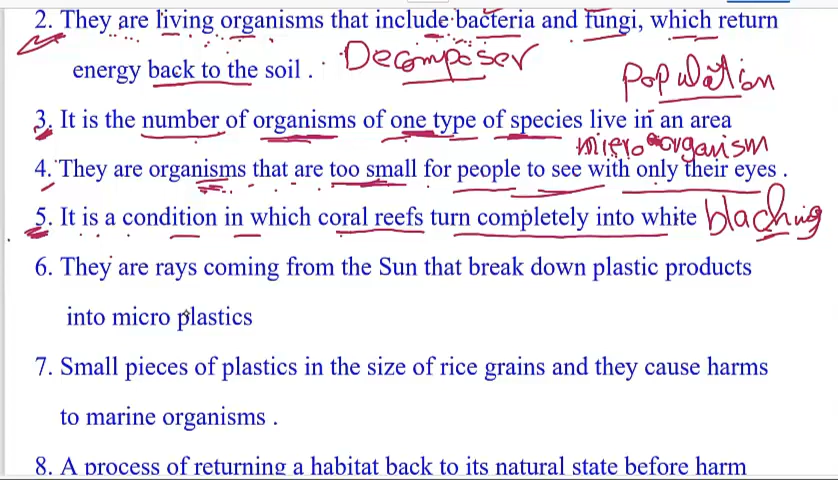 2. They are living organisms that include bacteria and fungi, which return
energy back to the soil . Decomposer
population
3. It is the number of organisms of one type of species live in an area
micro organism
4. They are organisms that are too small for people to see with only their eyes .
5. It is a condition in which coral reefs turn completely into white blaching
6. They are rays coming from the Sun that break down plastic products
into micro plastics
7. Small pieces of plastics in the size of rice grains and they cause harms
to marine organisms .
8. A process of returning a habitat back to its natural state before harm